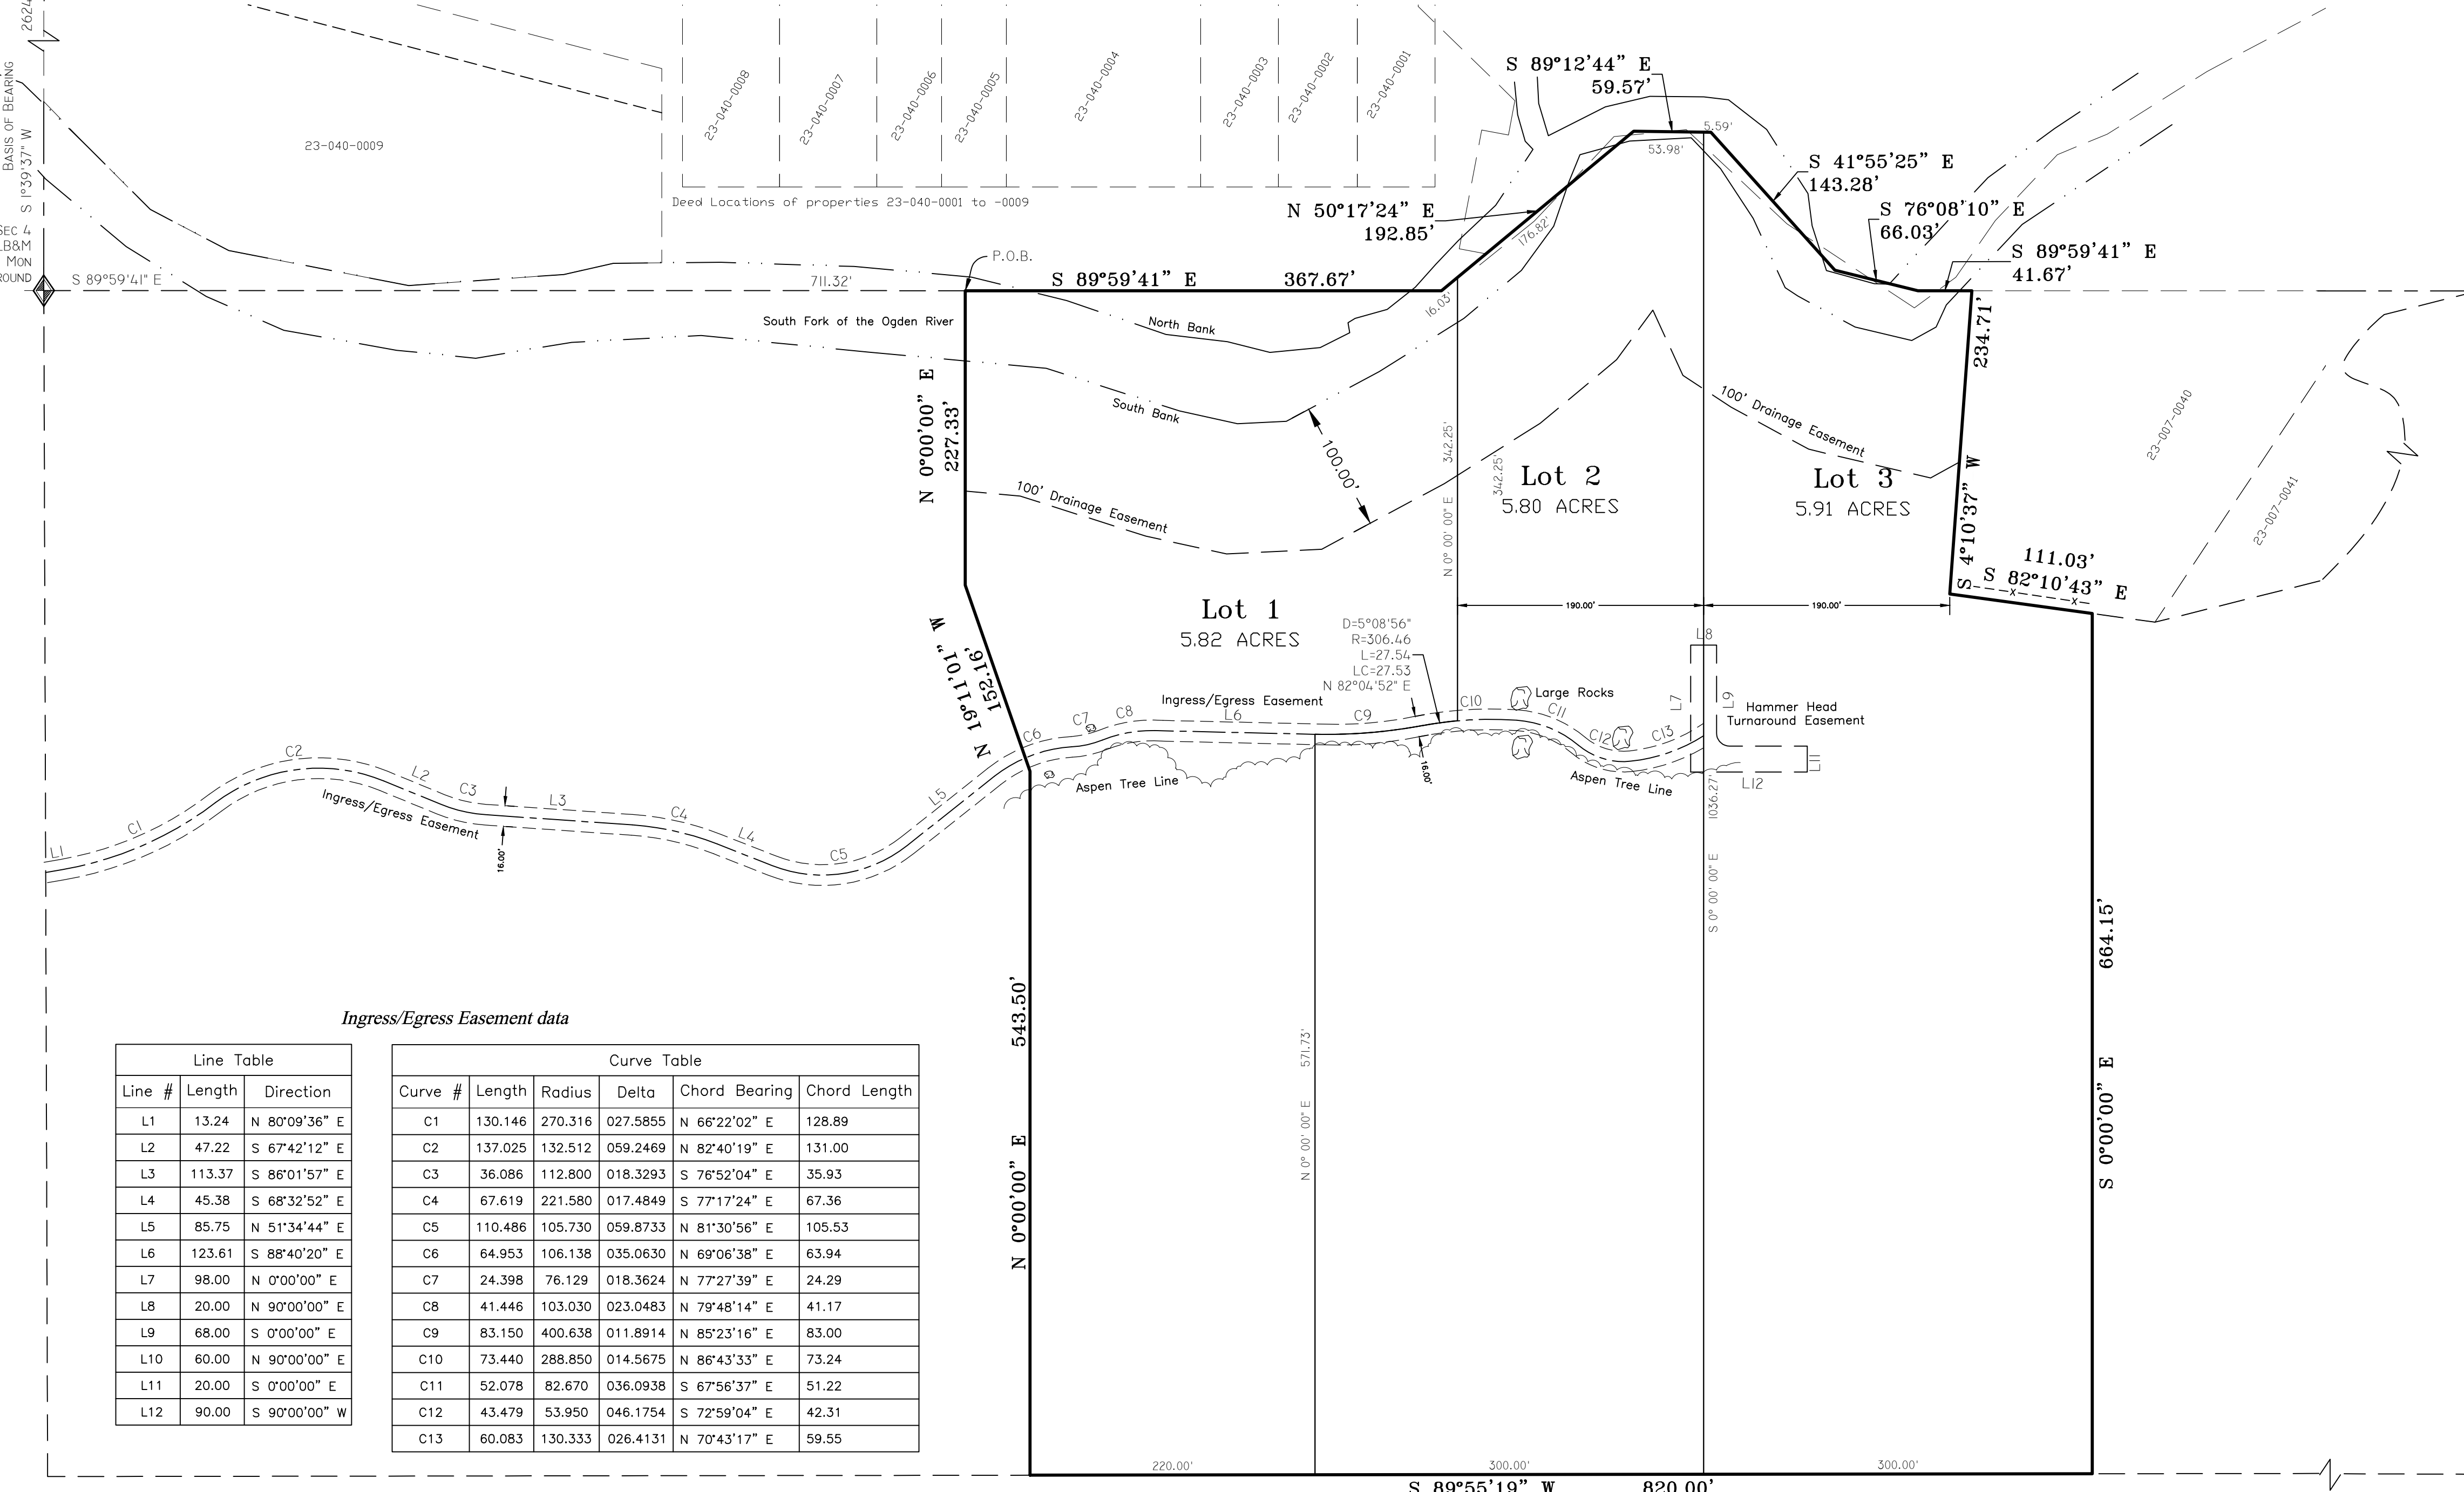 2624
BASIS OF BEARING
S 1°39'37" W
SEC 4
LB&M
MON
ROUND
S 89°59'41" E
711.32'
23-040-0009
23-040-0008
23-040-0007
23-040-0006
23-040-0005
23-040-0004
23-040-0003
23-040-0002
23-040-0001
Deed Locations of properties 23-040-0001 to -0009
P.O.B.
S 89°59'41" E 367.67'
N 50°17'24" E
192.85'
S 89°12'44" E
59.57'
5.59'
53.98'
176.82'
16.03'
S 41°55'25" E
143.28'
S 76°08'10" E
66.03'
S 89°59'41" E
41.67'
South Fork of the Ogden River
North Bank
South Bank
N 0°00'00" E
227.33'
100' Drainage Easement
100.00'
N 0° 00' 00" E 342.25'
342.25'
Lot 2
5.80 ACRES
100' Drainage Easement
Lot 3
5.91 ACRES
234.71'
S 4°10'37" W
23-007-0040
23-007-0041
111.03'
S 82°10'43" E
X X
Lot 1
5.82 ACRES
190.00'
190.00'
N 19°11'01" W
152.16'
D=5°08'56"
R=306.46
L=27.54
LC=27.53
N 82°04'52" E
Ingress/Egress Easement
L1
C1
C2
L2
C3
L3
C4
L4
C5
L5
C6
C7
C8
L6
C9
C10
C11
C12
C13
L7
L8
L9
L11
L12
Large Rocks
Hammer Head
Turnaround Easement
Ingress/Egress Easement
16.00'
16.00'
Aspen Tree Line
Aspen Tree Line
S 0° 00' 00" E 1036.27'
N 0° 00' 00" E 571.73'
N 0°00'00" E 543.50'
S 0°00'00" E 664.15'
220.00'
300.00'
300.00'
S 89°55'19" W 820.00'
Ingress/Egress Easement data
Line Table
Line # Length Direction
L1 13.24 N 80°09'36" E
L2 47.22 S 67°42'12" E
L3 113.37 S 86°01'57" E
L4 45.38 S 68°32'52" E
L5 85.75 N 51°34'44" E
L6 123.61 S 88°40'20" E
L7 98.00 N 0°00'00" E
L8 20.00 N 90°00'00" E
L9 68.00 S 0°00'00" E
L10 60.00 N 90°00'00" E
L11 20.00 S 0°00'00" E
L12 90.00 S 90°00'00" W
Curve Table
Curve # Length Radius Delta Chord Bearing Chord Length
C1 130.146 270.316 027.5855 N 66°22'02" E 128.89
C2 137.025 132.512 059.2469 N 82°40'19" E 131.00
C3 36.086 112.800 018.3293 S 76°52'04" E 35.93
C4 67.619 221.580 017.4849 S 77°17'24" E 67.36
C5 110.486 105.730 059.8733 N 81°30'56" E 105.53
C6 64.953 106.138 035.0630 N 69°06'38" E 63.94
C7 24.398 76.129 018.3624 N 77°27'39" E 24.29
C8 41.446 103.030 023.0483 N 79°48'14" E 41.17
C9 83.150 400.638 011.8914 N 85°23'16" E 83.00
C10 73.440 288.850 014.5675 N 86°43'33" E 73.24
C11 52.078 82.670 036.0938 S 67°56'37" E 51.22
C12 43.479 53.950 046.1754 S 72°59'04" E 42.31
C13 60.083 130.333 026.4131 N 70°43'17" E 59.55